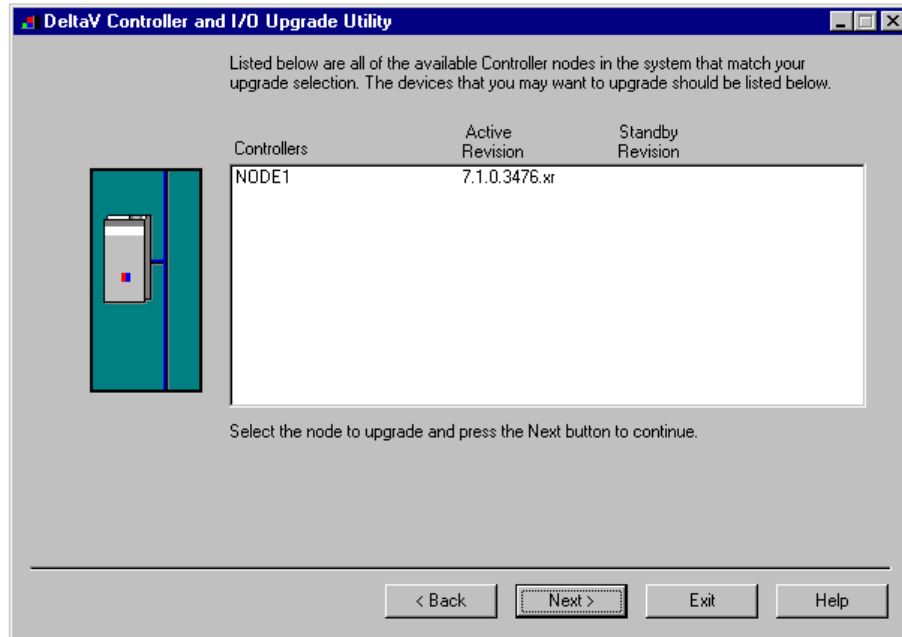 DeltaV Controller and I/O Upgrade Utility
Listed below are all of the available Controller nodes in the system that match your
upgrade selection. The devices that you may want to upgrade should be listed below.
Controllers Active Revision Standby Revision
NODE1 7.1.0.3476.xr
Select the node to upgrade and press the Next button to continue.
< Back Next > Exit Help